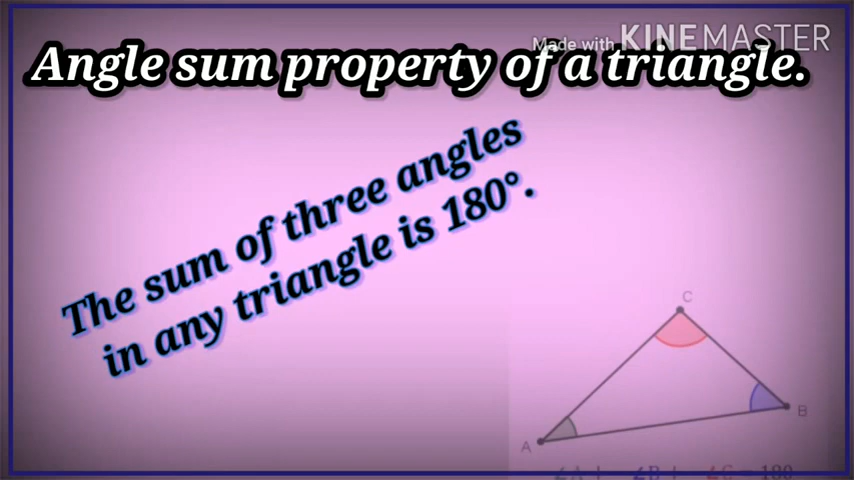 Made with KINEMASTER
Angle sum property of a triangle.
The sum of three angles
in any triangle is 180°.
C
B
A